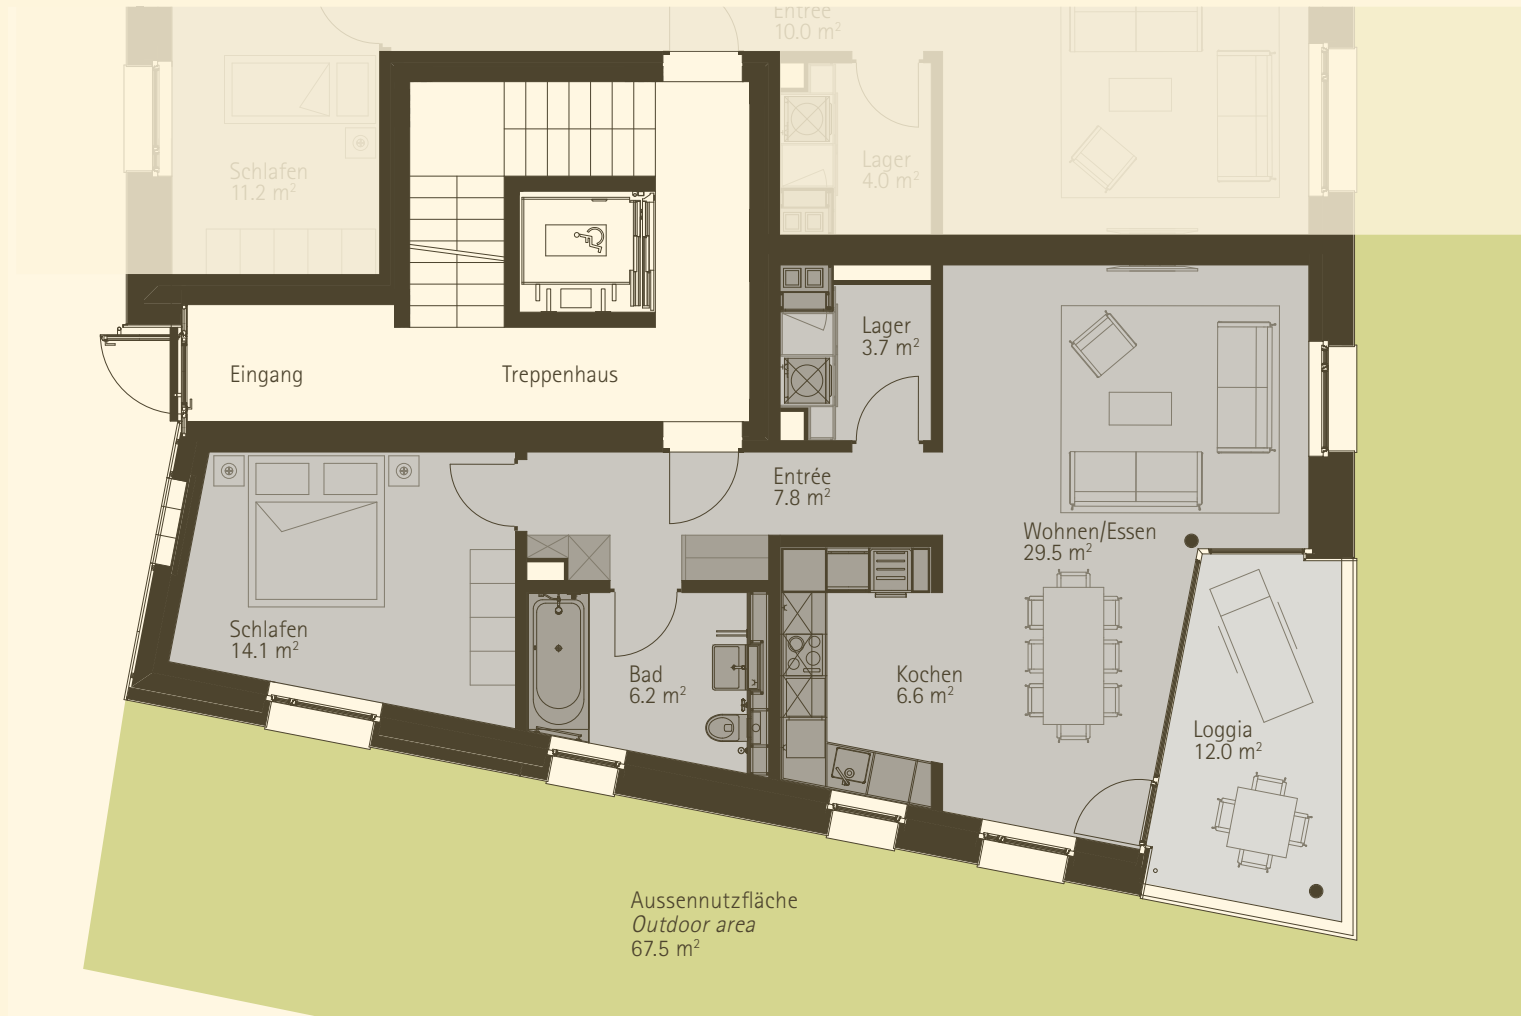 Entrée
10.0 m²
Schlafen
11.2 m²
Lager
4.0 m²
Lager
3.7 m²
Eingang
Treppenhaus
Entrée
7.8 m²
Wohnen/Essen
29.5 m²
Schlafen
14.1 m²
Bad
6.2 m²
Kochen
6.6 m²
Loggia
12.0 m²
Aussennutzfläche
Outdoor area
67.5 m²